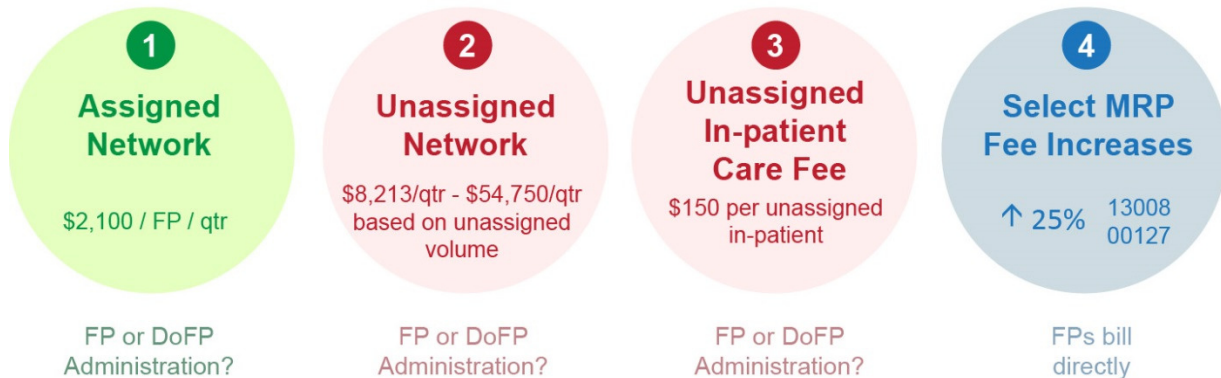 1
Assigned
Network
$2,100 / FP / qtr
FP or DoFP
Administration?
2
Unassigned
Network
$8,213/qtr - $54,750/qtr
based on unassigned
volume
FP or DoFP
Administration?
3
Unassigned
In-patient
Care Fee
$150 per unassigned
in-patient
FP or DoFP
Administration?
4
Select MRP
Fee Increases
↑ 25%
13008
00127
FPs bill
directly